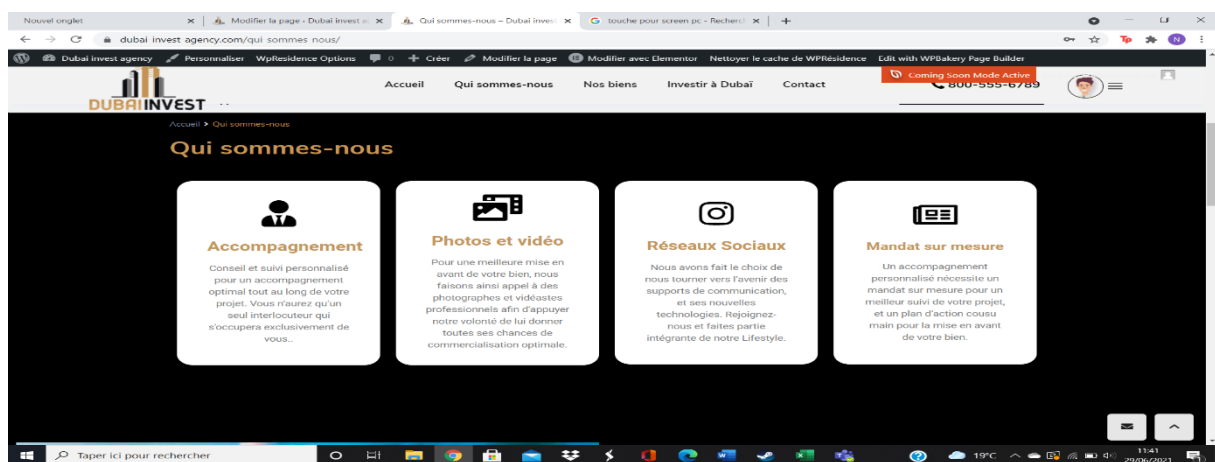 Nouvel onglet
Modifier la page ‹ Dubai invest a
Qui sommes-nous – Dubai invest
touche pour screen pc - Recherc
dubai invest agency.com/qui sommes nous/
Dubai invest agency Personnaliser WpResidence Options 0 + Créer Modifier la page Modifier avec Elementor Nettoyer le cache de WPRésidence Edit with WPBakery Page Builder
Coming Soon Mode Active
DUBAI INVEST
Accueil Qui sommes-nous Nos biens Investir à Dubaï Contact
800-555-6789
Accueil > Qui sommes-nous
Qui sommes-nous
Accompagnement
Conseil et suivi personnalisé
pour un accompagnement
optimal tout au long de votre
projet. Vous n'aurez qu'un
seul interlocuteur qui
s'occupera exclusivement de
vous..
Photos et vidéo
Pour une meilleure mise en
avant de votre bien, nous
faisons ainsi appel à des
photographes et vidéastes
professionnels afin d'appuyer
notre volonté de lui donner
toutes ses chances de
commercialisation optimale.
Réseaux Sociaux
Nous avons fait le choix de
nous tourner vers l'avenir des
supports de communication,
et ses nouvelles
technologies. Rejoignez-
nous et faites partie
intégrante de notre Lifestyle.
Mandat sur mesure
Un accompagnement
personnalisé nécessite un
mandat sur mesure pour un
meilleur suivi de votre projet,
et un plan d'action cousu
main pour la mise en avant
de votre bien.
Taper ici pour rechercher
19°C
11:41
29/06/2021